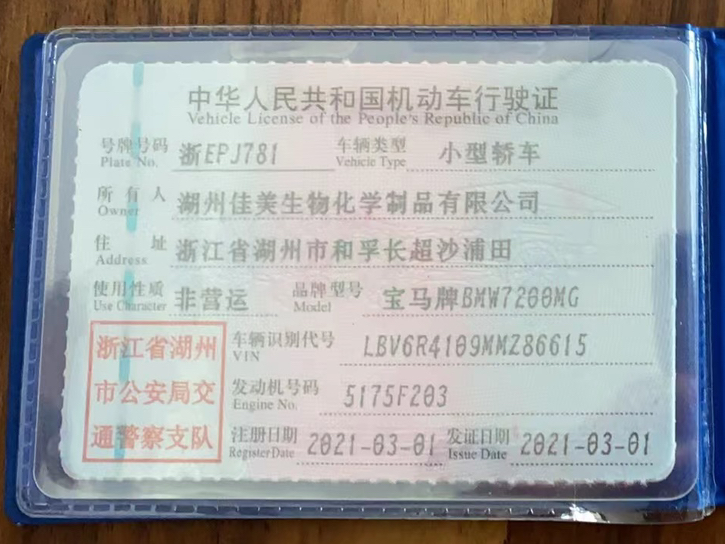 中华人民共和国机动车行驶证
Vehicle License of the People's Republic of China
号牌号码 浙EPJ781 车辆类型 小型轿车
Plate No. Vehicle Type
所有人 湖州佳美生物化学制品有限公司
Owner
住址 浙江省湖州市和孚长超沙浦田
Address
使用性质 非营运 品牌型号 宝马牌BMW7200MG
Use Character Model
浙江省湖州
市公安局交
通警察支队
车辆识别代号 LBV6R4109MMZ86615
VIN
发动机号码 5175F203
Engine No.
注册日期 2021-03-01 发证日期 2021-03-01
Register Date Issue Date